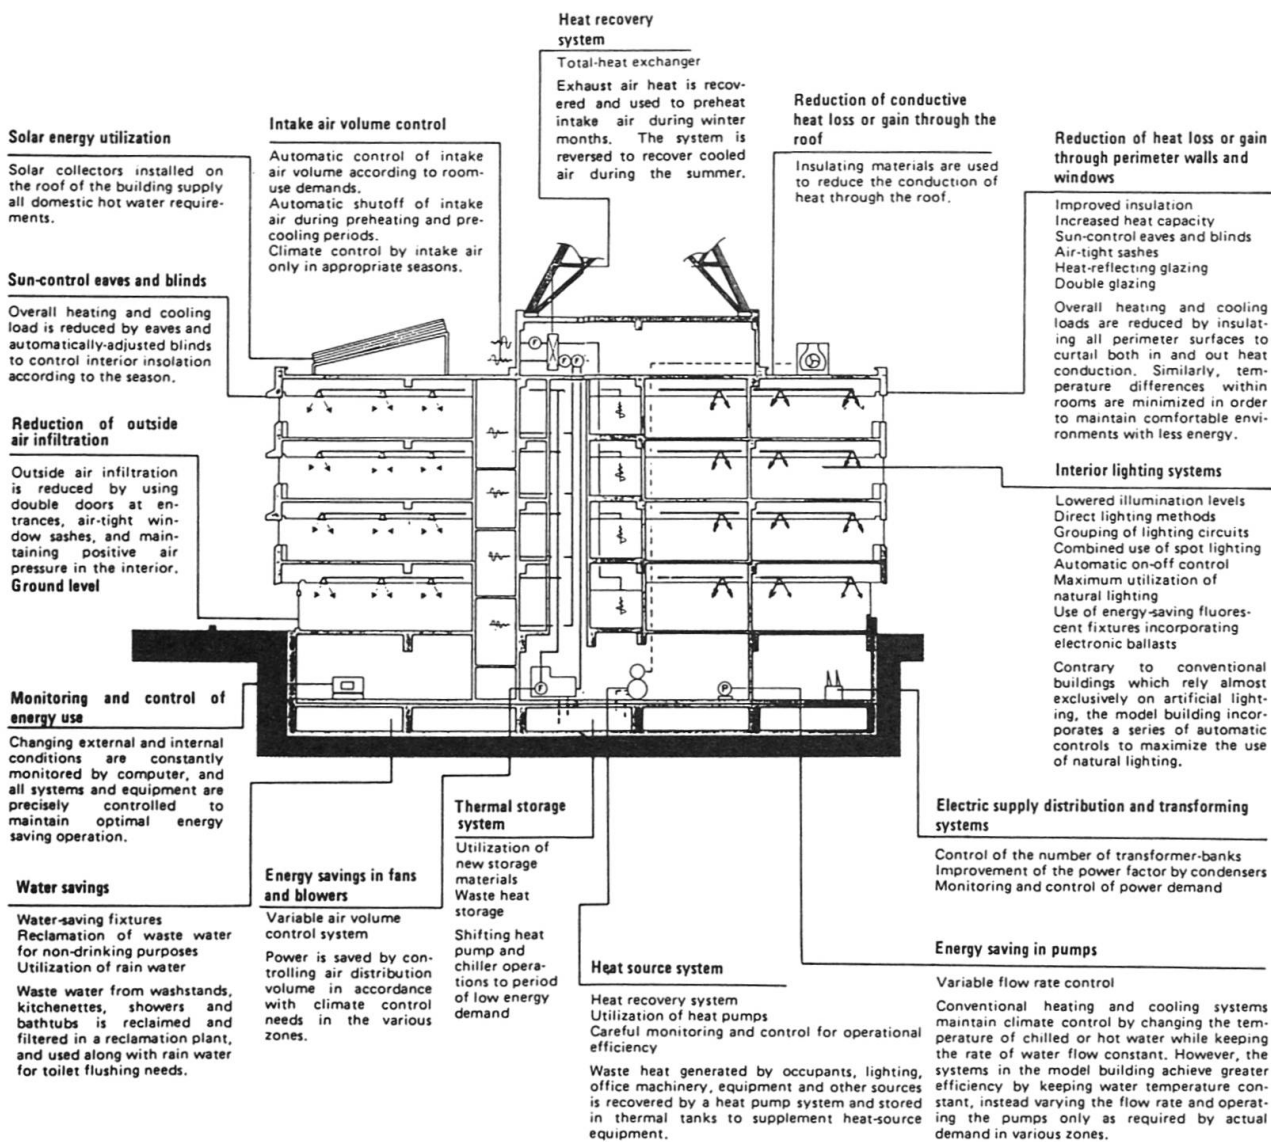 Heat recovery
system
Total-heat exchanger
Exhaust air heat is recov-
ered and used to preheat
intake air during winter
months. The system is
reversed to recover cooled
air during the summer.
Solar energy utilization
Solar collectors installed on
the roof of the building supply
all domestic hot water require-
ments.
Intake air volume control
Automatic control of intake
air volume according to room-
use demands.
Automatic shutoff of intake
air during preheating and pre-
cooling periods.
Climate control by intake air
only in appropriate seasons.
Reduction of conductive
heat loss or gain through the
roof
Insulating materials are used
to reduce the conduction of
heat through the roof.
Reduction of heat loss or gain
through perimeter walls and
windows
Improved insulation
Increased heat capacity
Sun-control eaves and blinds
Air-tight sashes
Heat-reflecting glazing
Double glazing
Overall heating and cooling
loads are reduced by insulat-
ing all perimeter surfaces to
curtail both in and out heat
conduction. Similarly, tem-
perature differences within
rooms are minimized in order
to maintain comfortable envi-
ronments with less energy.
Sun-control eaves and blinds
Overall heating and cooling
load is reduced by eaves and
automatically-adjusted blinds
to control interior insolation
according to the season.
Reduction of outside
air infiltration
Outside air infiltration
is reduced by using
double doors at en-
trances, air-tight win-
dow sashes, and main-
taining positive air
pressure in the interior.
Ground level
F
F F
F
P
Interior lighting systems
Lowered illumination levels
Direct lighting methods
Grouping of lighting circuits
Combined use of spot lighting
Automatic on-off control
Maximum utilization of
natural lighting
Use of energy-saving fluores-
cent fixtures incorporating
electronic ballasts
Contrary to conventional
buildings which rely almost
exclusively on artificial light-
ing, the model building incor-
porates a series of automatic
controls to maximize the use
of natural lighting.
Monitoring and control of
energy use
Changing external and internal
conditions are constantly
monitored by computer, and
all systems and equipment are
precisely controlled to
maintain optimal energy
saving operation.
Water savings
Water-saving fixtures
Reclamation of waste water
for non-drinking purposes
Utilization of rain water
Waste water from washstands,
kitchenettes, showers and
bathtubs is reclaimed and
filtered in a reclamation plant,
and used along with rain water
for toilet flushing needs.
Energy savings in fans
and blowers
Variable air volume
control system
Power is saved by con-
trolling air distribution
volume in accordance
with climate control
needs in the various
zones.
Thermal storage
system
Utilization of
new storage
materials
Waste heat
storage
Shifting heat
pump and
chiller opera-
tions to period
of low energy
demand
Heat source system
Heat recovery system
Utilization of heat pumps
Careful monitoring and control for operational
efficiency
Waste heat generated by occupants, lighting,
office machinery, equipment and other sources
is recovered by a heat pump system and stored
in thermal tanks to supplement heat-source
equipment.
Electric supply distribution and transforming
systems
Control of the number of transformer-banks
Improvement of the power factor by condensers
Monitoring and control of power demand
Energy saving in pumps
Variable flow rate control
Conventional heating and cooling systems
maintain climate control by changing the tem-
perature of chilled or hot water while keeping
the rate of water flow constant. However, the
systems in the model building achieve greater
efficiency by keeping water temperature con-
stant, instead varying the flow rate and operat-
ing the pumps only as required by actual
demand in various zones.